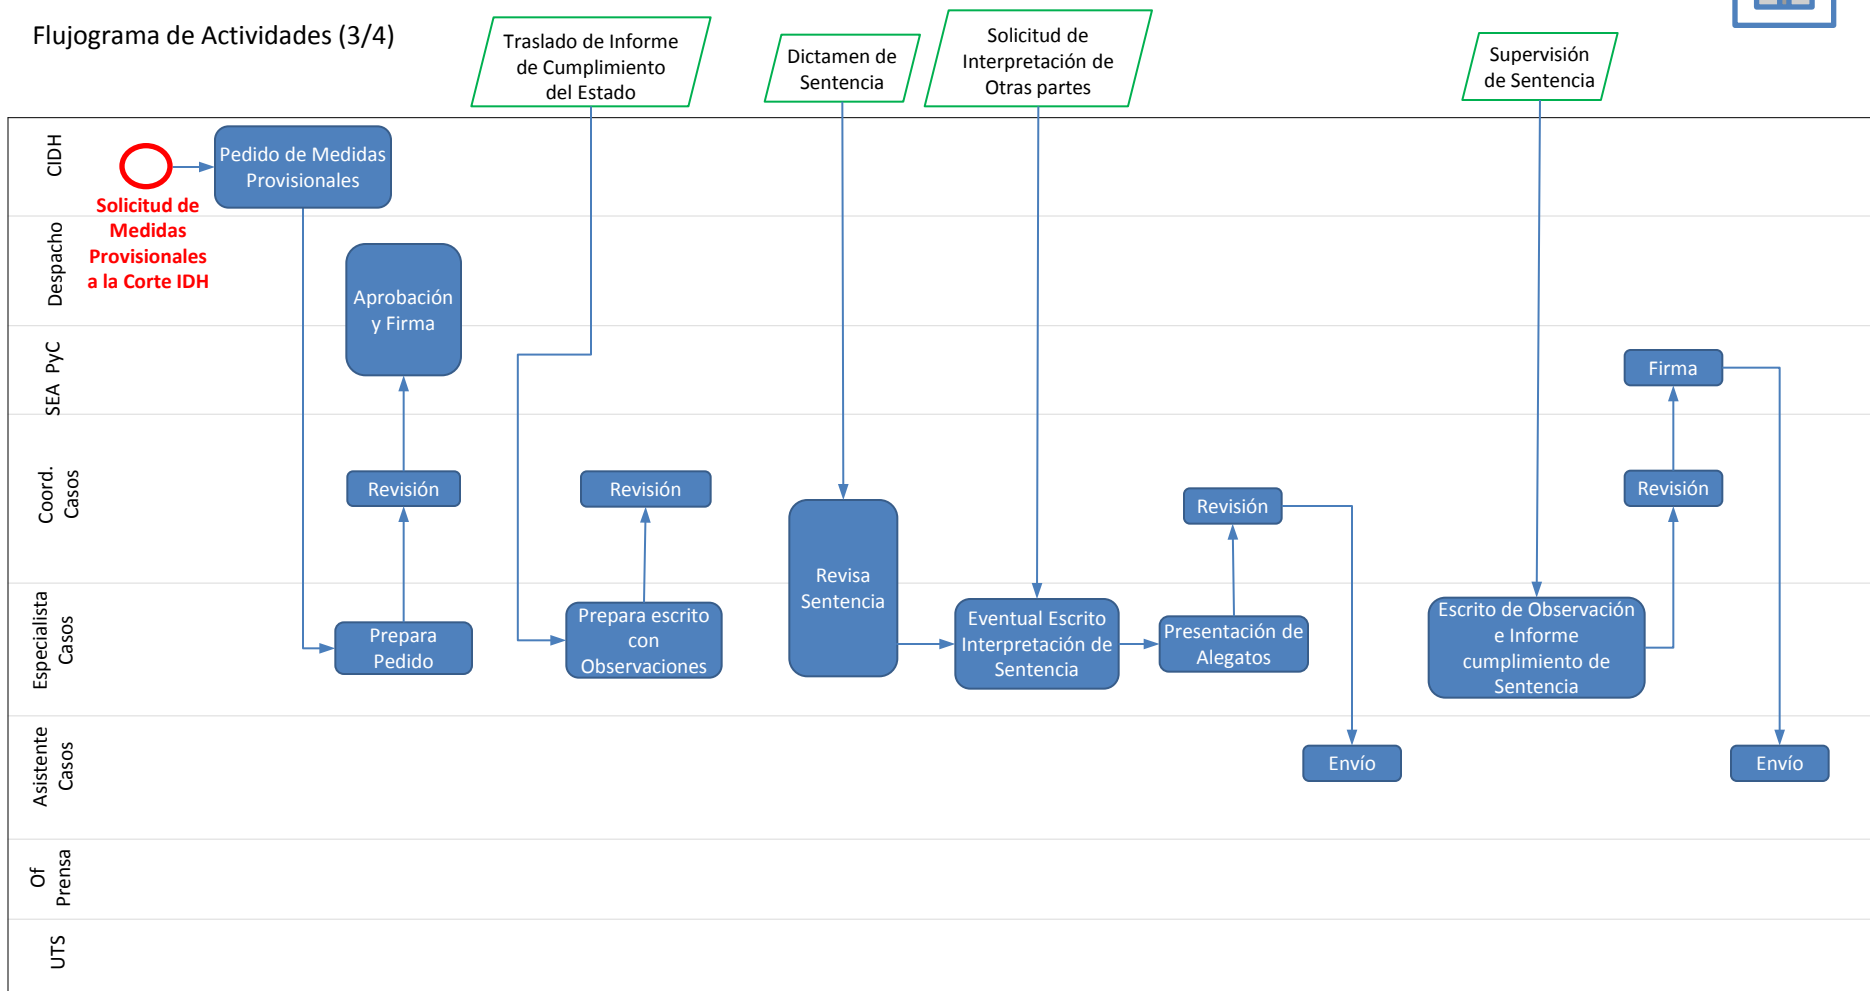 Flujograma de Actividades (3/4)
Traslado de Informe
de Cumplimiento
del Estado
Dictamen de
Sentencia
Solicitud de
Interpretación de
Otras partes
Supervisión
de Sentencia
CIDH
Pedido de Medidas
Provisionales
Solicitud de
Medidas
Provisionales
a la Corte IDH
Despacho
Aprobación
y Firma
SEA PyC
Firma
Coord.
Casos
Revisión
Revisión
Revisión
Revisión
Especialista
Casos
Prepara
Pedido
Prepara escrito
con
Observaciones
Revisa
Sentencia
Eventual Escrito
Interpretación de
Sentencia
Presentación de
Alegatos
Escrito de Observación
e Informe
cumplimiento de
Sentencia
Asistente
Casos
Envío
Envío
Of
Prensa
UTS